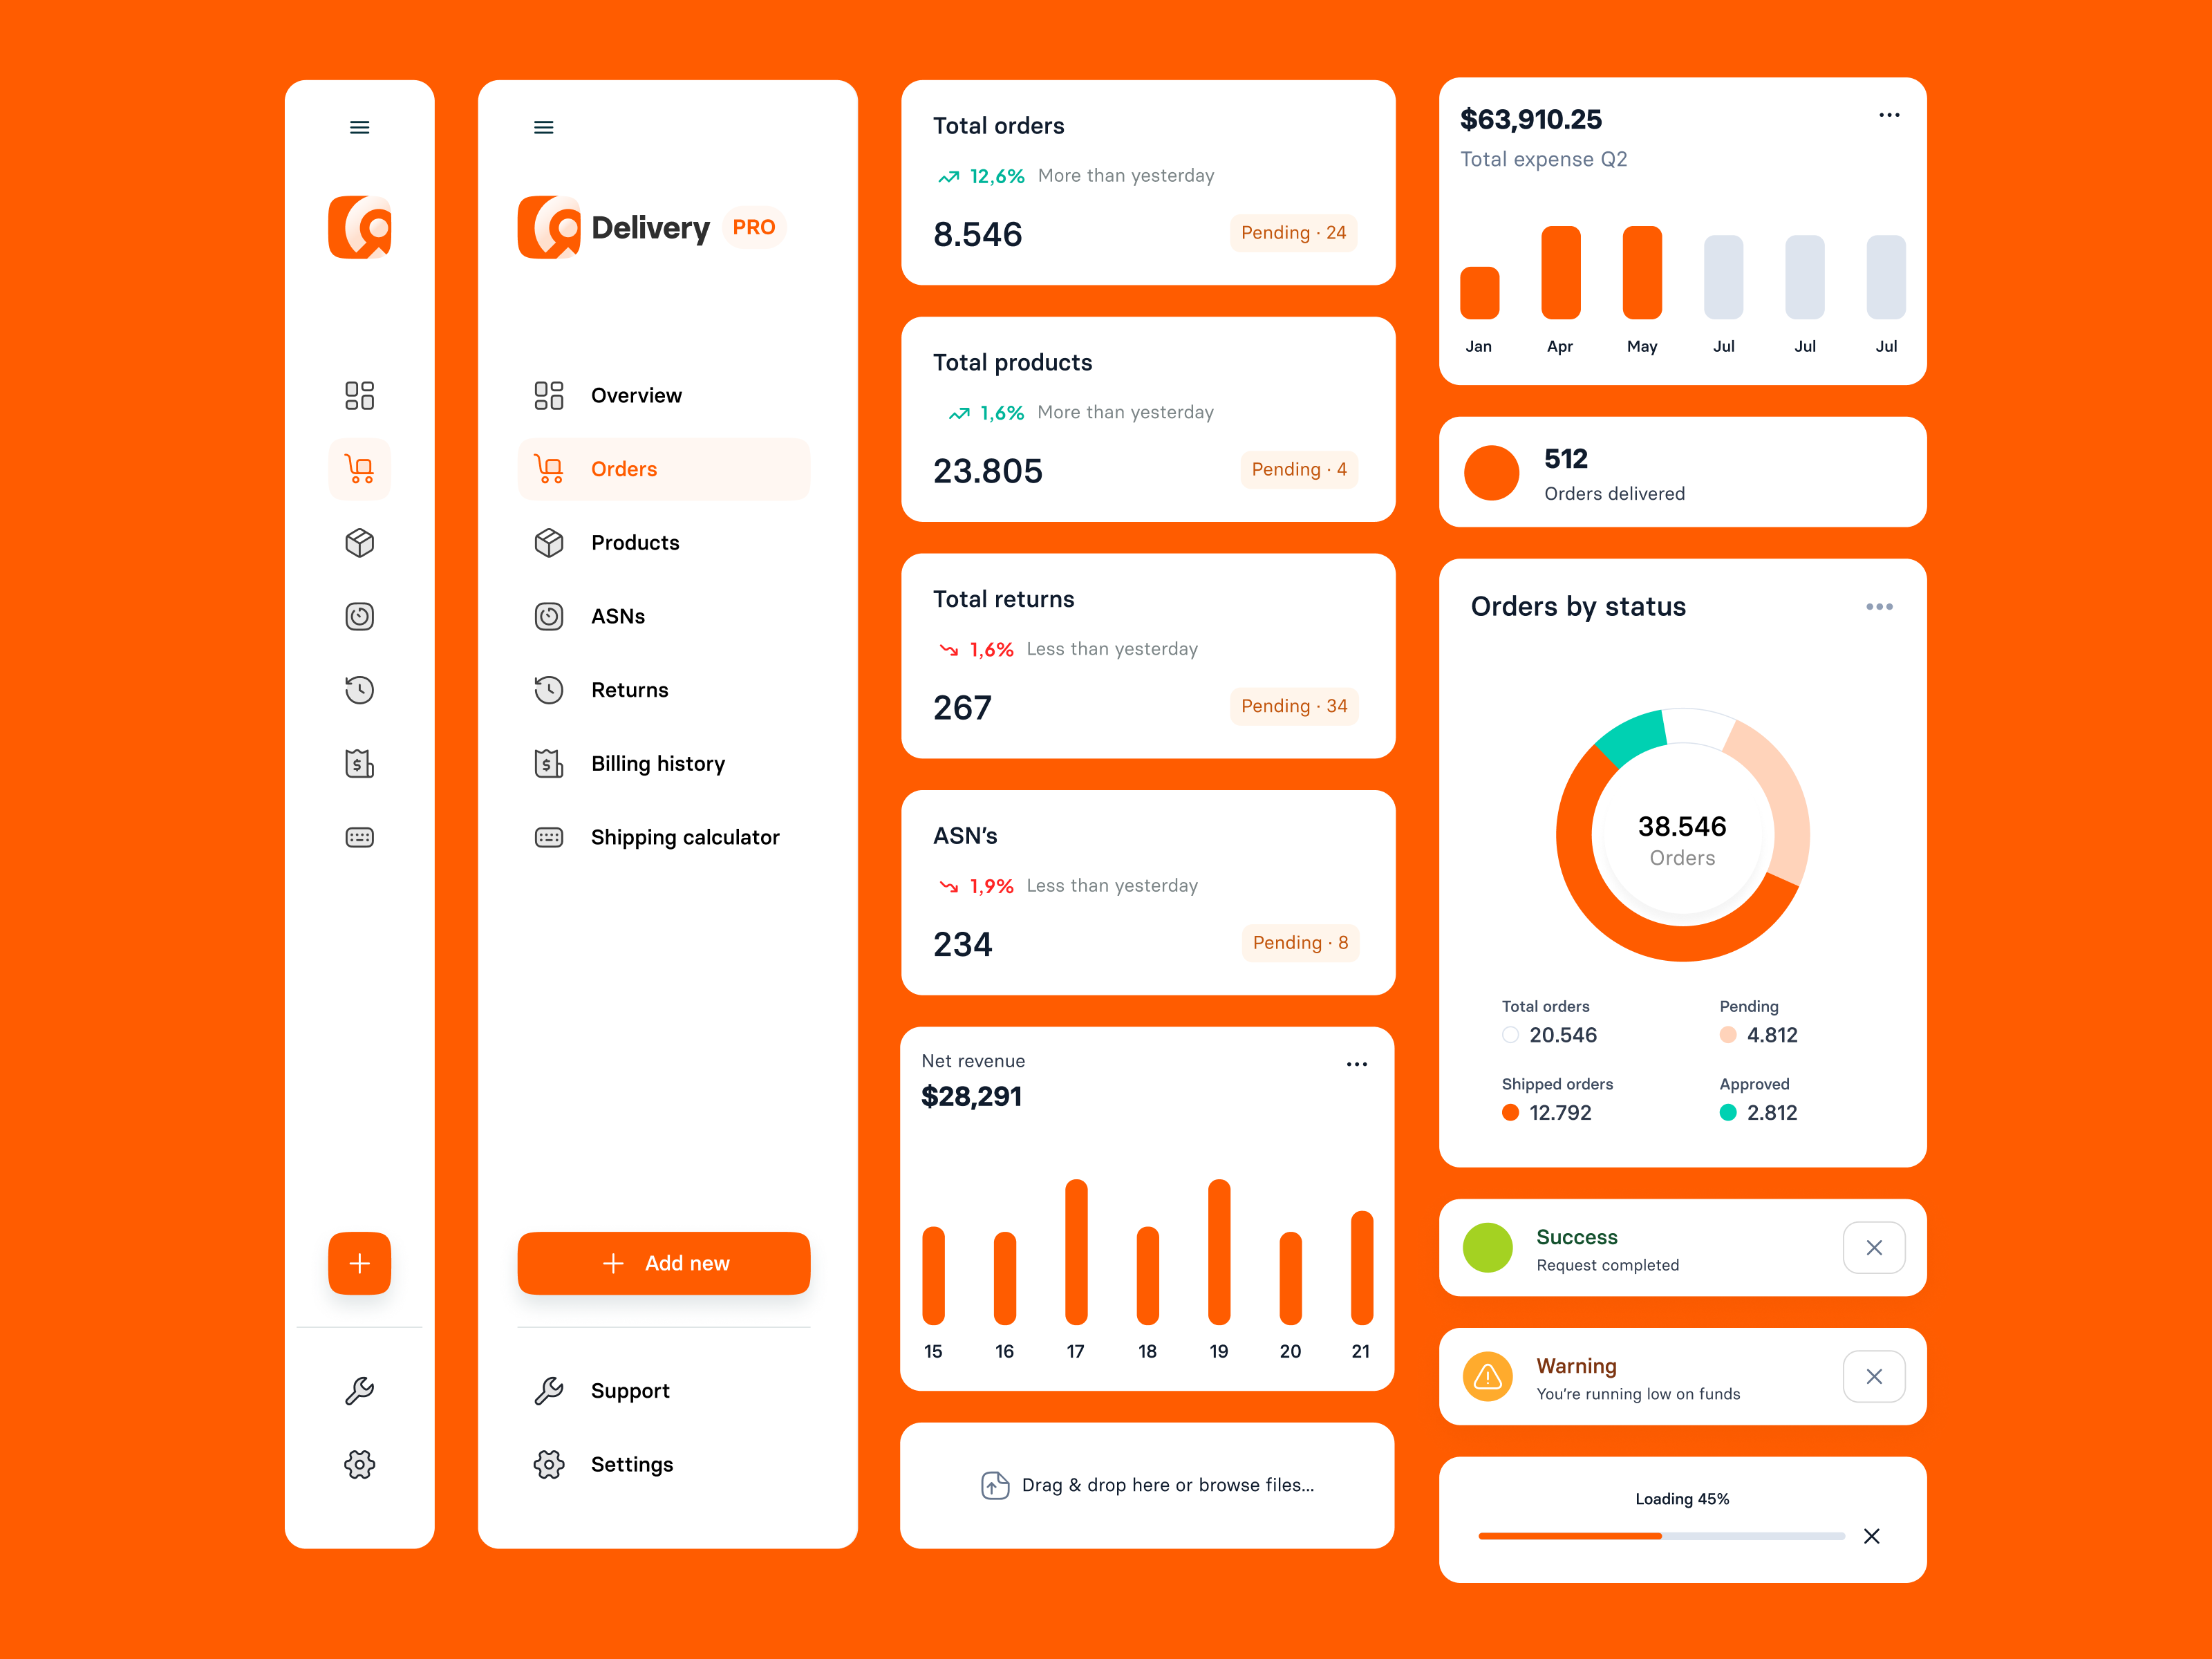 Delivery PRO
Overview
Orders
Products
ASNs
Returns
Billing history
Shipping calculator
Add new
Support
Settings
Total orders
12,6% More than yesterday
8.546
Pending · 24
Total products
1,6% More than yesterday
23.805
Pending · 4
Total returns
1,6% Less than yesterday
267
Pending · 34
ASN’s
1,9% Less than yesterday
234
Pending · 8
Net revenue
$28,291
15 16 17 18 19 20 21
Drag & drop here or browse files...
$63,910.25
Total expense Q2
Jan Apr May Jul Jul Jul
512
Orders delivered
Orders by status
38.546
Orders
Total orders
20.546
Pending
4.812
Shipped orders
12.792
Approved
2.812
Success
Request completed
Warning
You’re running low on funds
Loading 45%